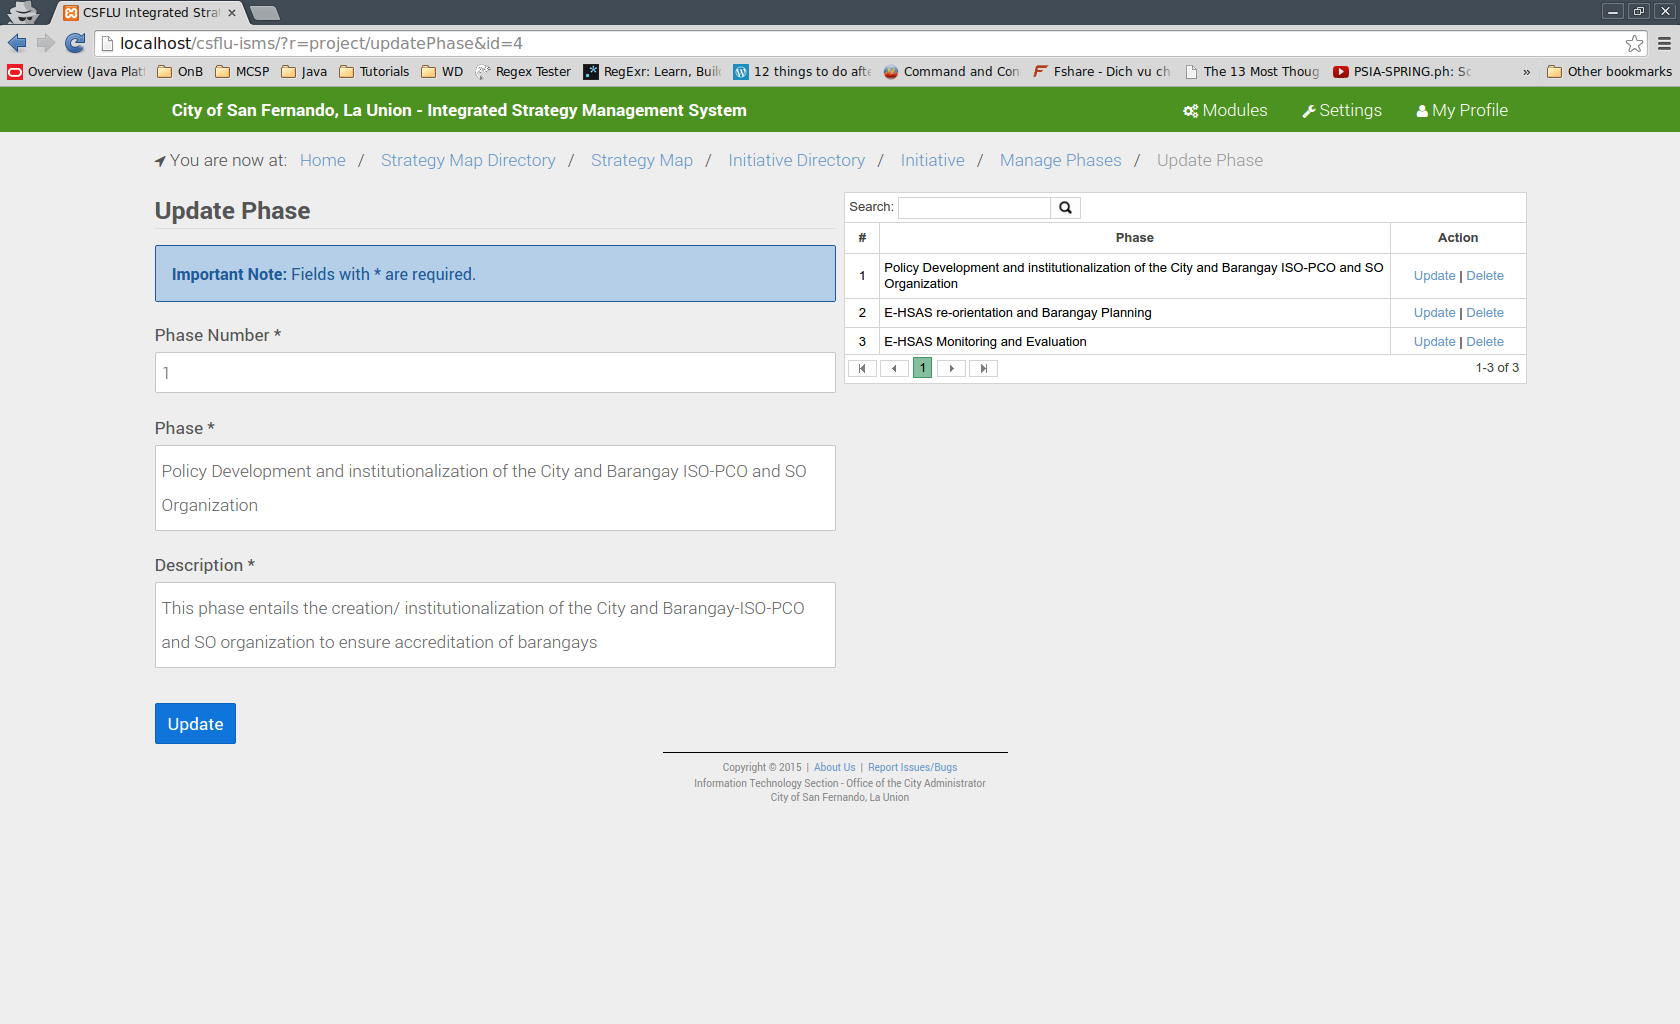 CSFLU Integrated Stra
localhost/csflu-isms/?r=project/updatePhase&id=4
Overview (Java Plat OnB MCSP Java Tutorials WD Regex Tester RegExr: Learn, Buil 12 things to do afte Command and Con Fshare - Dich vu ch The 13 Most Thoug PSIA-SPRING.ph: Sc » Other bookmarks
City of San Fernando, La Union - Integrated Strategy Management System Modules Settings My Profile
You are now at: Home / Strategy Map Directory / Strategy Map / Initiative Directory / Initiative / Manage Phases / Update Phase
Update Phase
Important Note: Fields with * are required.
Phase Number *
1
Phase *
Policy Development and institutionalization of the City and Barangay ISO-PCO and SO
Organization
Description *
This phase entails the creation/ institutionalization of the City and Barangay-ISO-PCO
and SO organization to ensure accreditation of barangays
Update
Search:
# Phase Action
1 Policy Development and institutionalization of the City and Barangay ISO-PCO and SO Update | Delete
Organization
2 E-HSAS re-orientation and Barangay Planning Update | Delete
3 E-HSAS Monitoring and Evaluation Update | Delete
1 1-3 of 3
Copyright © 2015 | About Us | Report Issues/Bugs
Information Technology Section - Office of the City Administrator
City of San Fernando, La Union